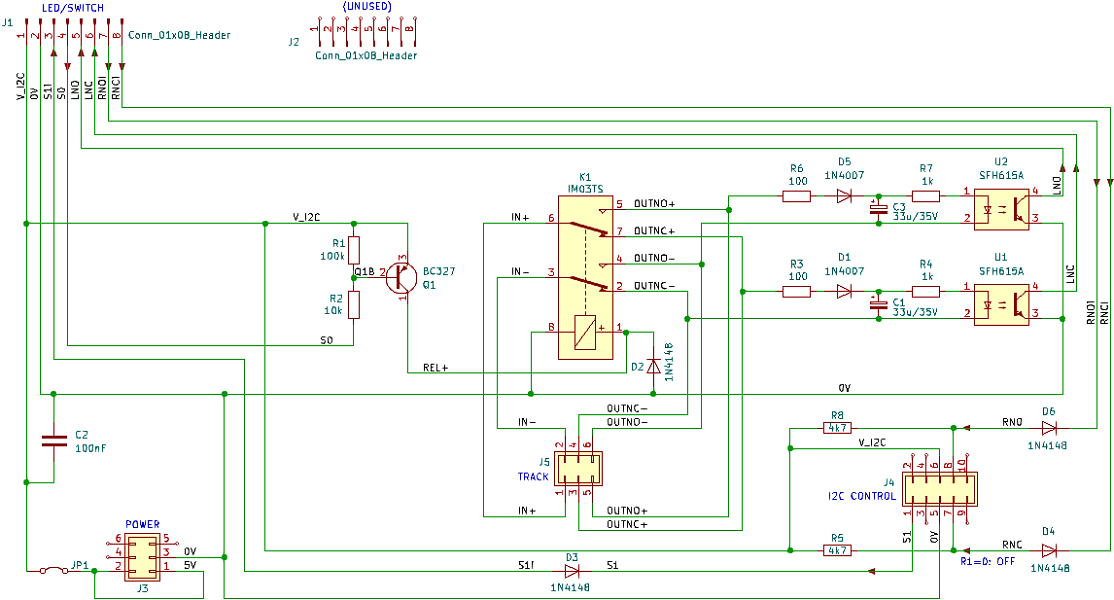 LED/SWITCH
J1
1 2 3 4 5 6 7 8
Conn_01x08_Header
V_I2C
0V
S1I
S0
LNO
LNC
RNOI
RNCI
(UNUSED)
1 2 3 4 5 6 7 8
J2
Conn_01x08_Header
V_I2C
R1
100k
Q1B
2
3
1
BC327
Q1
R2
10k
S0
REL+
K1
IM03TS
IN+
6
5
OUTNO+
7
OUTNC+
4
OUTNO-
IN-
3
2
OUTNC-
8
+
1
D2
1N4148
R6
100
D5
1N4007
R7
1k
C3
33u/35V
U2
SFH615A
1
2
4
3
LNO
R3
100
D1
1N4007
R4
1k
C1
33u/35V
U1
SFH615A
1
2
4
3
LNC
RNOI
RNCI
0V
C2
100nF
OUTNC-
OUTNO-
IN-
2 4 6
J5
TRACK
1 3 5
IN+
OUTNO+
OUTNC+
R8
4k7
RNO
D6
1N4148
V_I2C
2 4 6 8 10
J4
I2C CONTROL
1 3 5 7 9
S1
0V
R5
4k7
RNC
D4
1N4148
R1=0: OFF
POWER
6
5
4
3
2
1
0V
5V
JP1
J3
S1I
D3
1N4148
S1